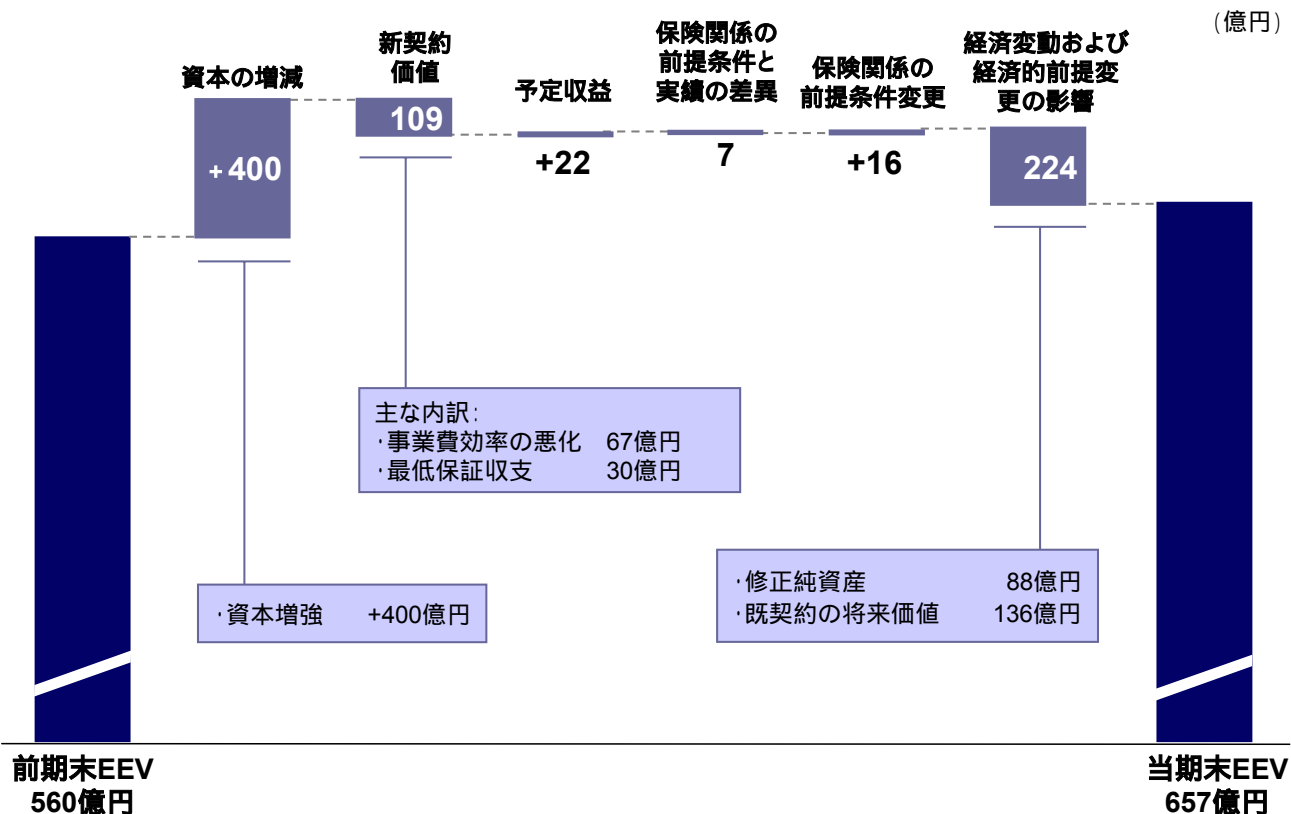 (億円)
資本の増減
新契約
価値
予定収益
保険関係の
前提条件と
実績の差異
保険関係の
前提条件変更
経済変動および
経済的前提変
更の影響
+400
109
+22
7
+16
224
主な内訳:
·事業費効率の悪化 67億円
·最低保証収支 30億円
·資本増強 +400億円
·修正純資産 88億円
·既契約の将来価値 136億円
前期末EEV
560億円
当期末EEV
657億円